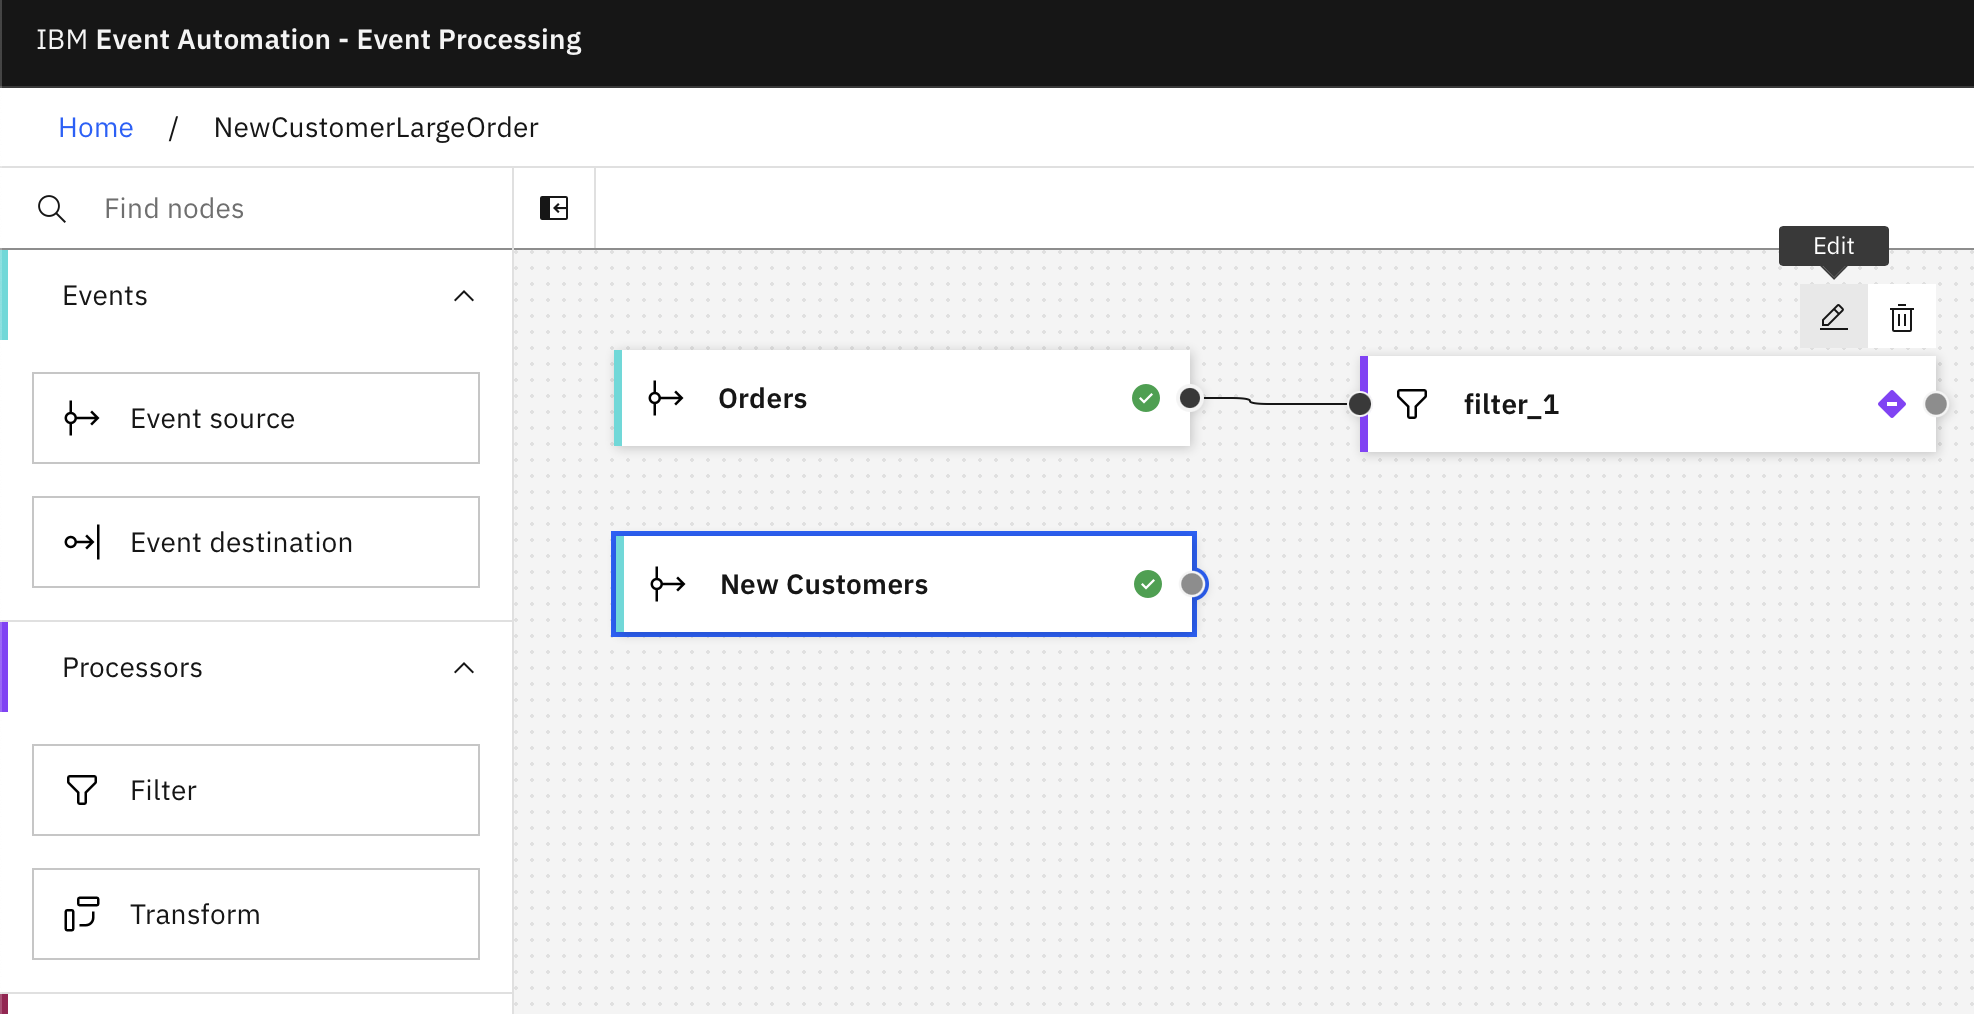 IBM Event Automation - Event Processing
Home / NewCustomerLargeOrder
Find nodes
Edit
Events
Event source
Event destination
Processors
Filter
Transform
Orders
filter_1
New Customers